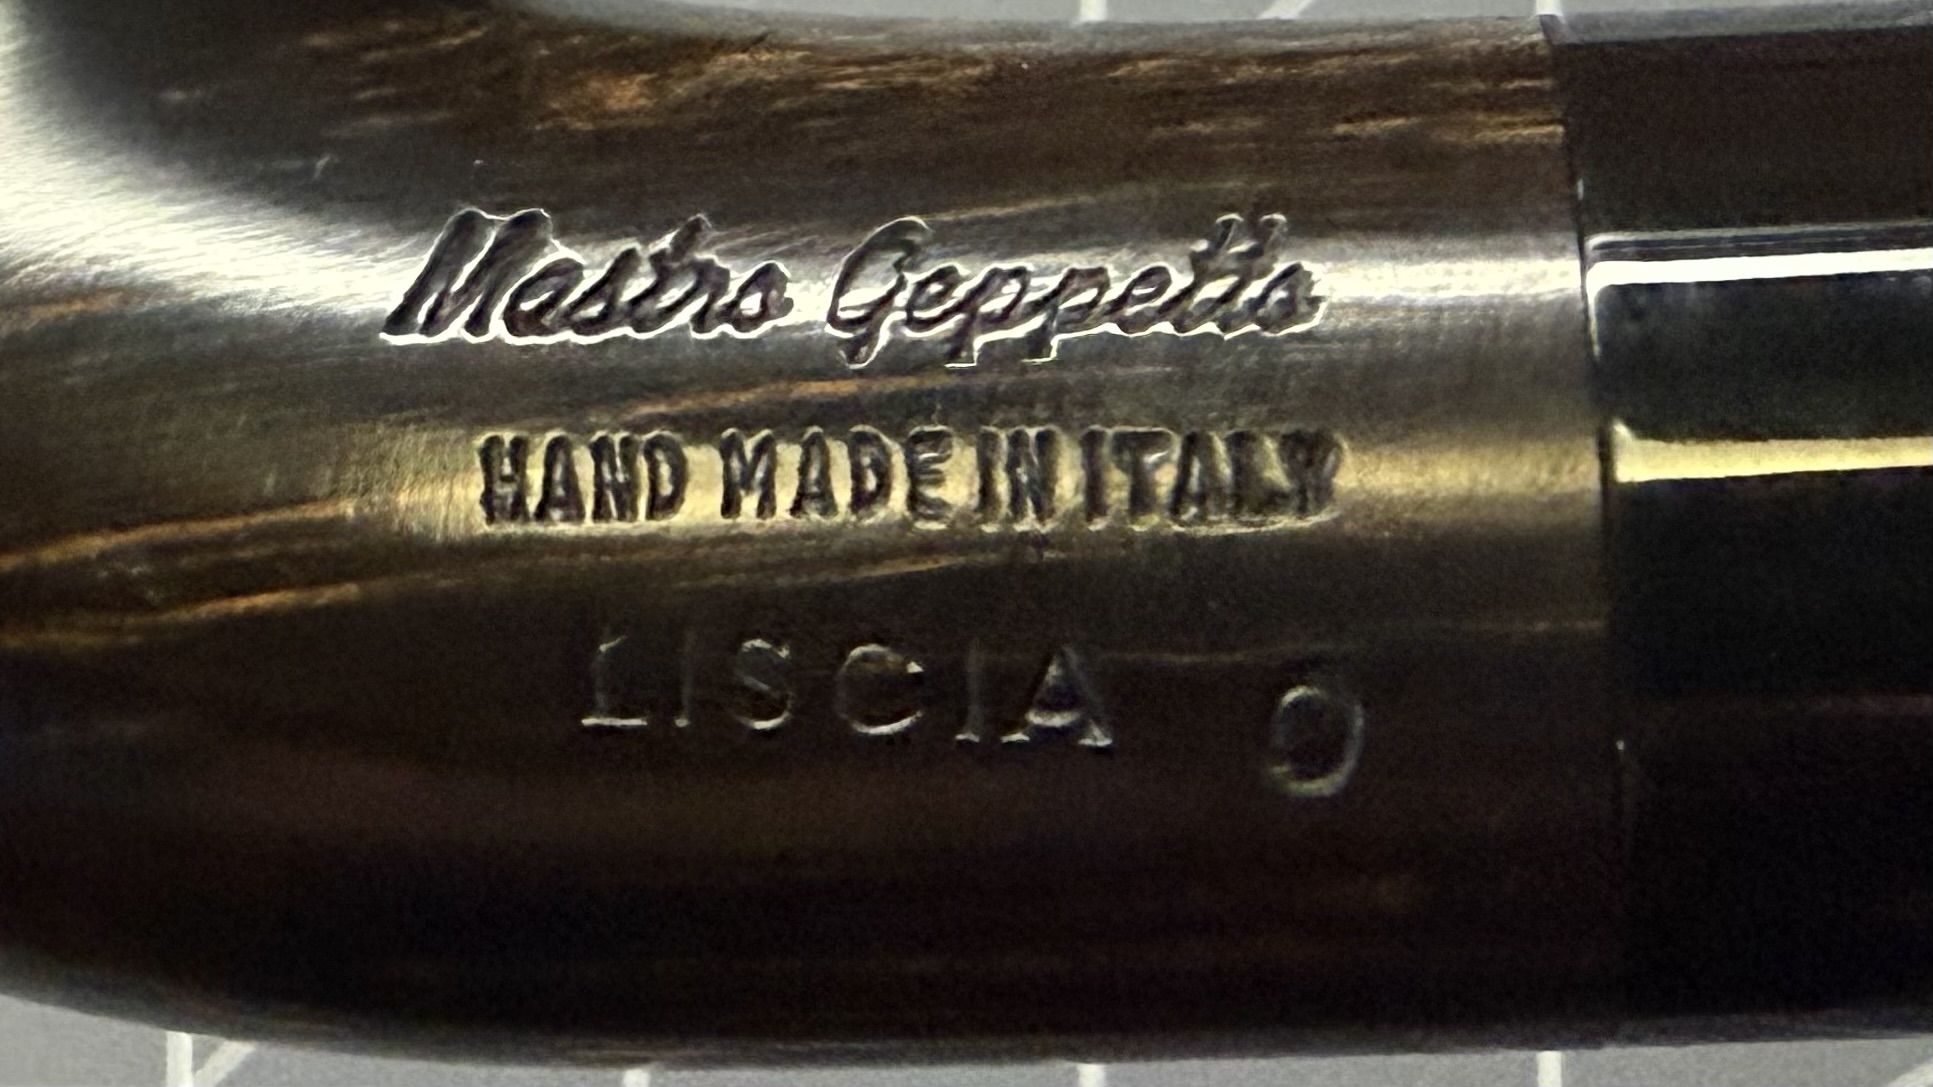 Mastro Geppetto
HAND MADE IN ITALY
LISCIA 0